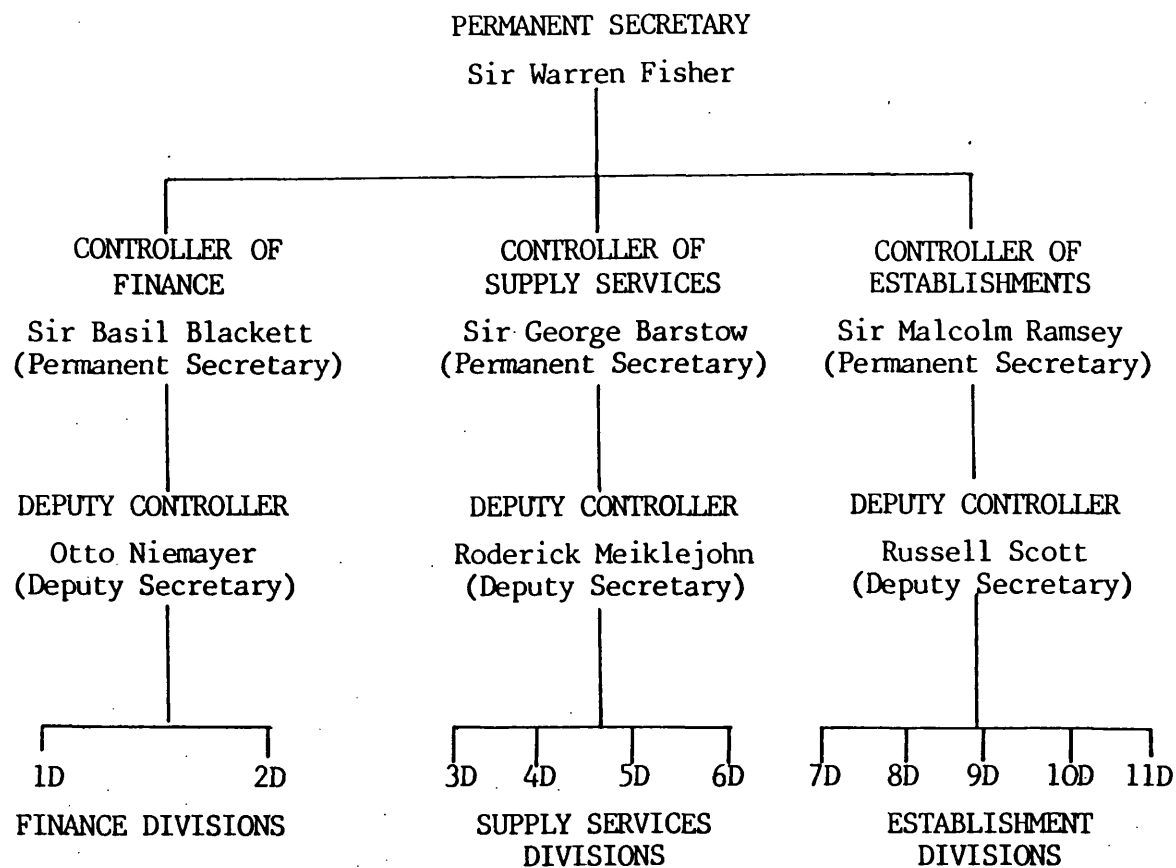 PERMANENT SECRETARY
Sir Warren Fisher
CONTROLLER OF
FINANCE
Sir Basil Blackett
(Permanent Secretary)
CONTROLLER OF
SUPPLY SERVICES
Sir George Barstow
(Permanent Secretary)
CONTROLLER OF
ESTABLISHMENTS
Sir Malcolm Ramsey
(Permanent Secretary)
DEPUTY CONTROLLER
Otto Niemayer
(Deputy Secretary)
DEPUTY CONTROLLER
Roderick Meiklejohn
(Deputy Secretary)
DEPUTY CONTROLLER
Russell Scott
(Deputy Secretary)
1D 2D
FINANCE DIVISIONS
3D 4D 5D 6D
SUPPLY SERVICES
DIVISIONS
7D 8D 9D 10D 11D
ESTABLISHMENT
DIVISIONS